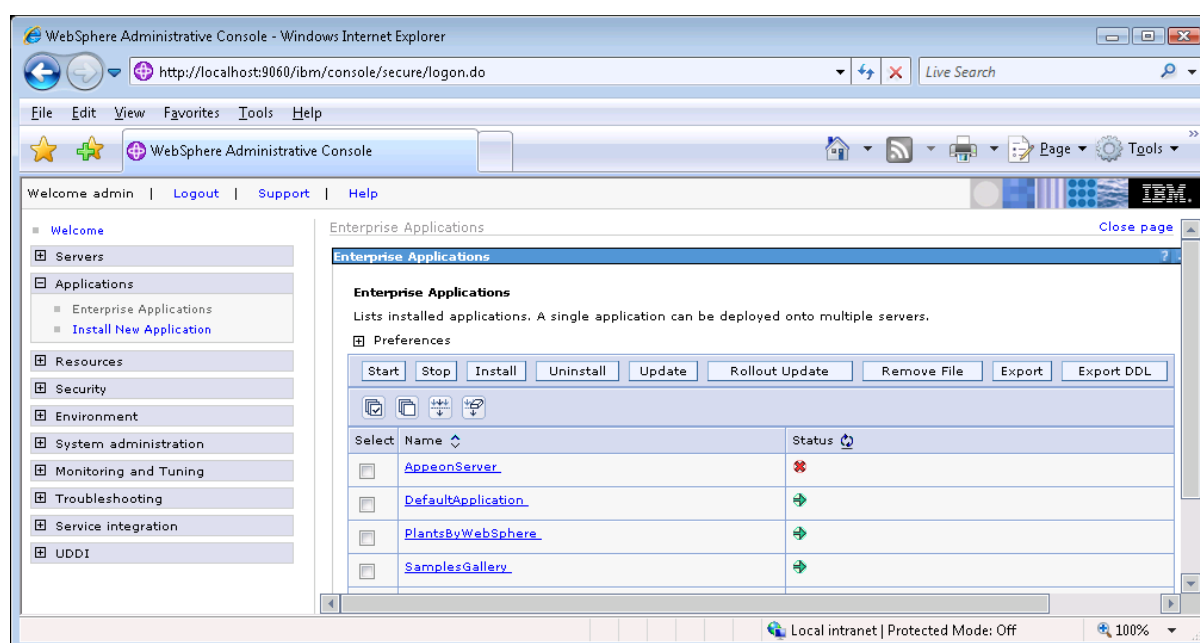 WebSphere Administrative Console - Windows Internet Explorer
http://localhost:9060/ibm/console/secure/logon.do
Live Search
File Edit View Favorites Tools Help
WebSphere Administrative Console
Page Tools »
Welcome admin | Logout | Support | Help
IBM.
Welcome
Servers
Applications
Enterprise Applications
Install New Application
Resources
Security
Environment
System administration
Monitoring and Tuning
Troubleshooting
Service integration
UDDI
Enterprise Applications Close page
Enterprise Applications ? -
Enterprise Applications
Lists installed applications. A single application can be deployed onto multiple servers.
Preferences
Start Stop Install Uninstall Update Rollout Update Remove File Export Export DDL
Select Name Status
AppeonServer
DefaultApplication
PlantsByWebSphere
SamplesGallery
Local intranet | Protected Mode: Off 100%